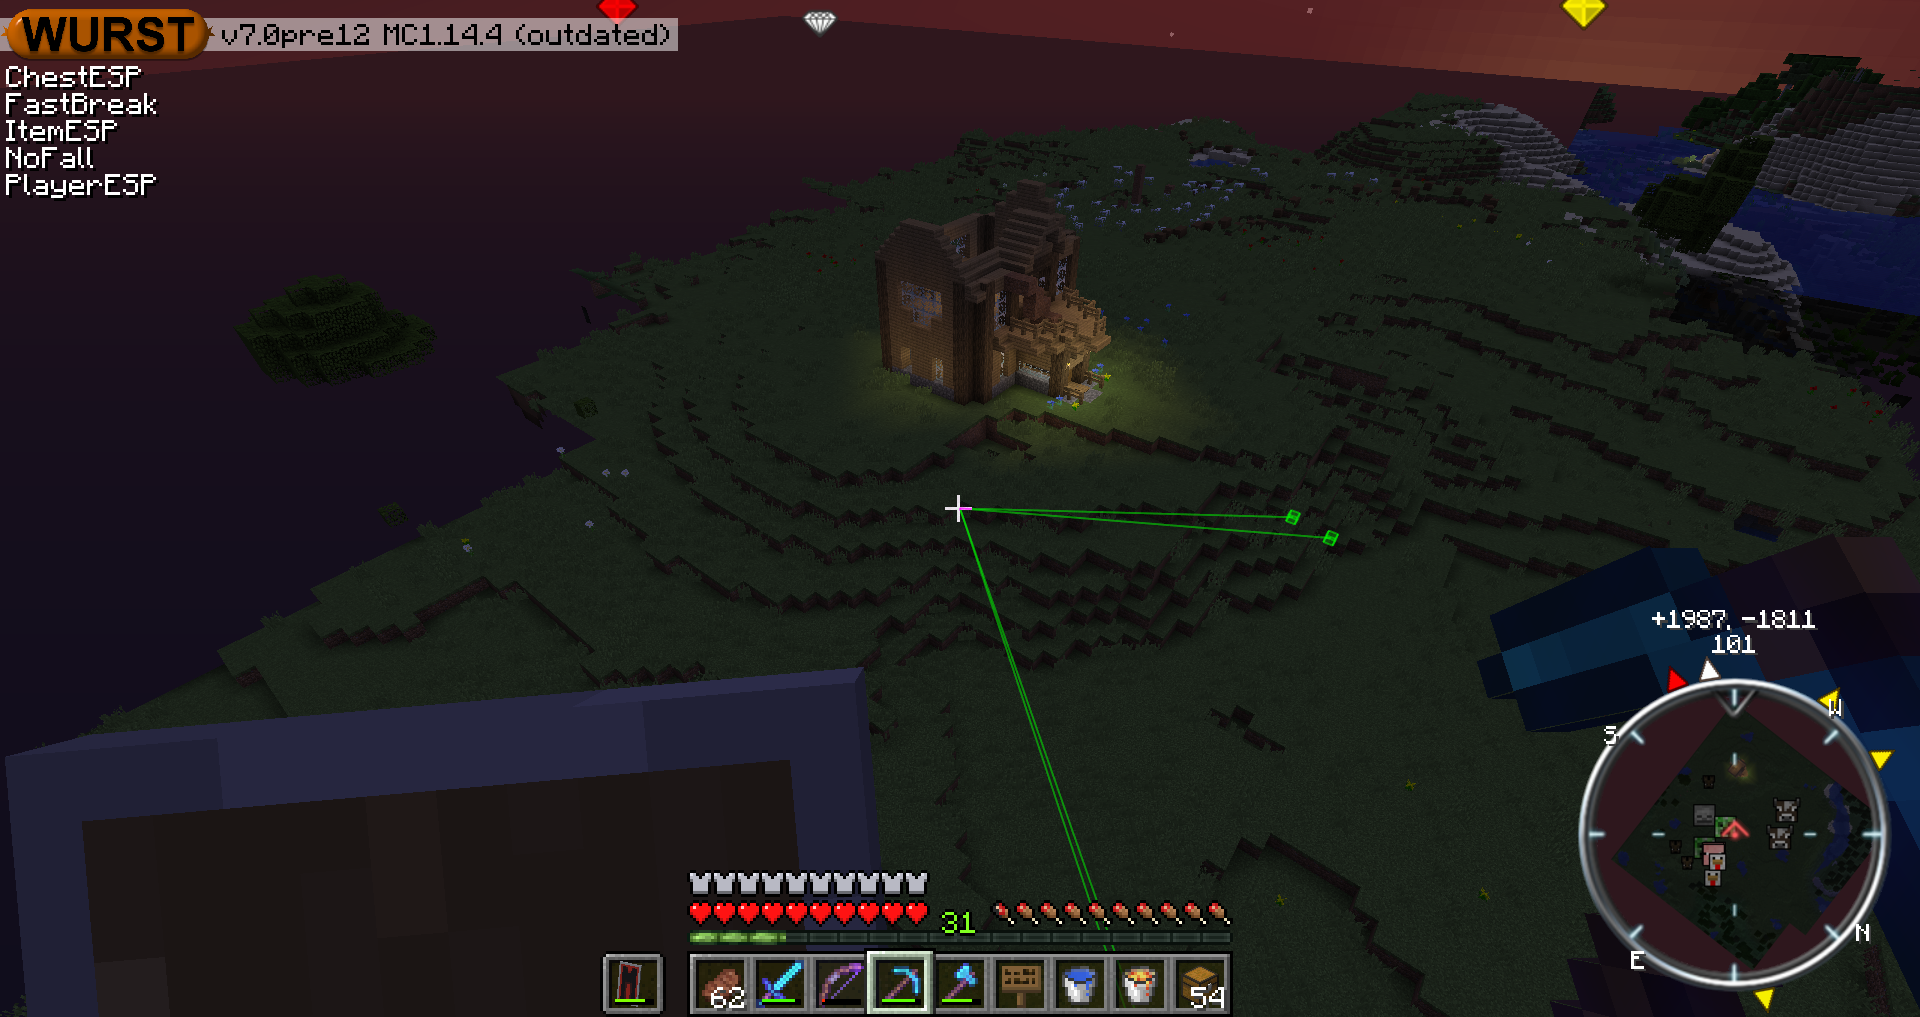 WURST v7.0pre12 MC1.14.4 (outdated)
ChestESP
FastBreak
ItemESP
NoFall
PlayerESP
+1987, -1811
101
W
S
N
E
31
62
54